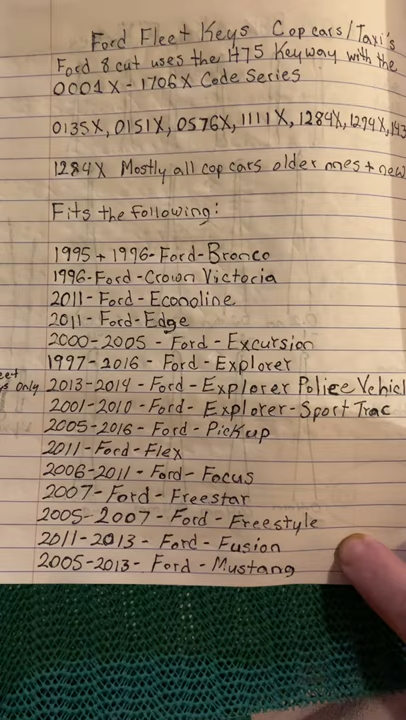 Ford Fleet Keys Cop cars/Taxi's
Ford 8 cut uses the H75 Keyway with the
0001X - 1706X Code Series
0135X, 0151X, 0576X, 1111X, 1284X, 1294X, 143
1284X Mostly all cop cars older ones + new
Fits the following:
1995 + 1996- Ford-Bronco
1996-Ford-Crown Victoria
2011-Ford-Econoline
2011-Ford-Edge
2000-2005 - Ford - Excursion
1997-2016 - Ford - Explorer
only 2013-2014 - Ford - Explorer Police Vehicl
2001-2010 - Ford - Explorer-Sport Trac
2005-2016 - Ford - Pickup
2011-Ford-Flex
2006-2011 - Ford - Focus
2007-Ford - Freestar
2005-2007 - Ford - Freestyle
2011-2013 - Ford - Fusion
2005-2013- Ford - Mustang